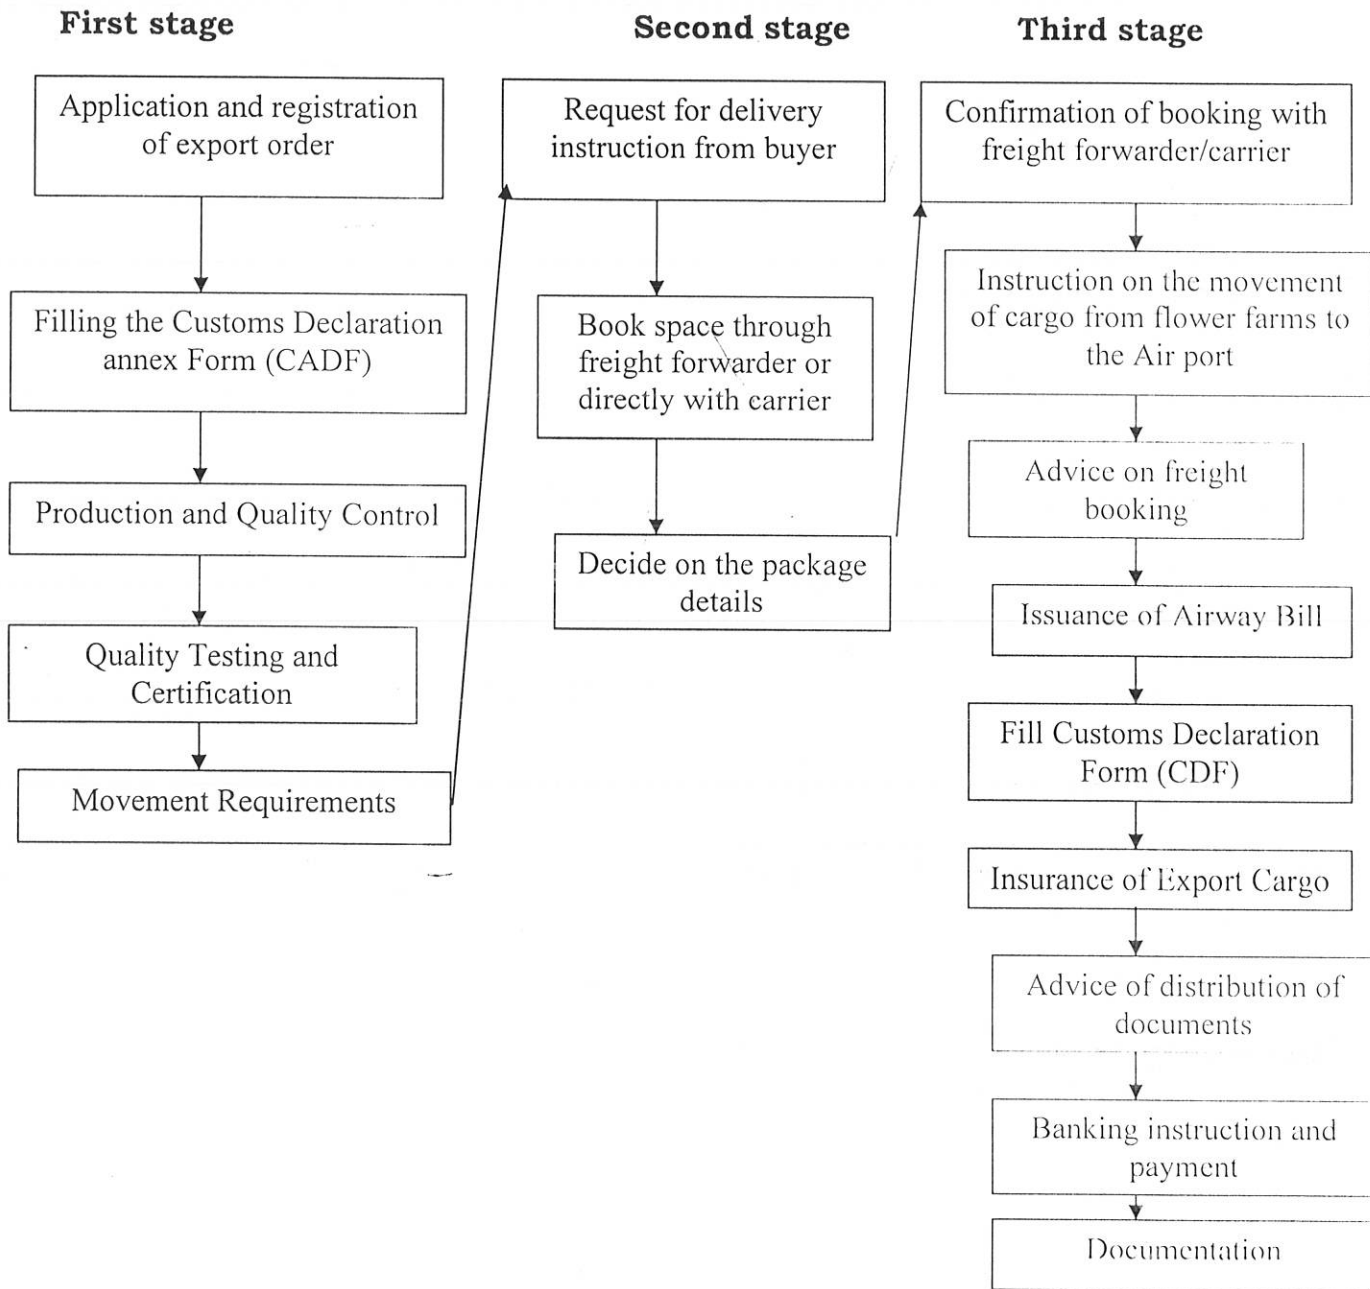 First stage
Application and registration
of export order
Filling the Customs Declaration
annex Form (CADF)
Production and Quality Control
Quality Testing and
Certification
Movement Requirements
Second stage
Request for delivery
instruction from buyer
Book space through
freight forwarder or
directly with carrier
Decide on the package
details
Third stage
Confirmation of booking with
freight forwarder/carrier
Instruction on the movement
of cargo from flower farms to
the Air port
Advice on freight
booking
Issuance of Airway Bill
Fill Customs Declaration
Form (CDF)
Insurance of Export Cargo
Advice of distribution of
documents
Banking instruction and
payment
Documentation